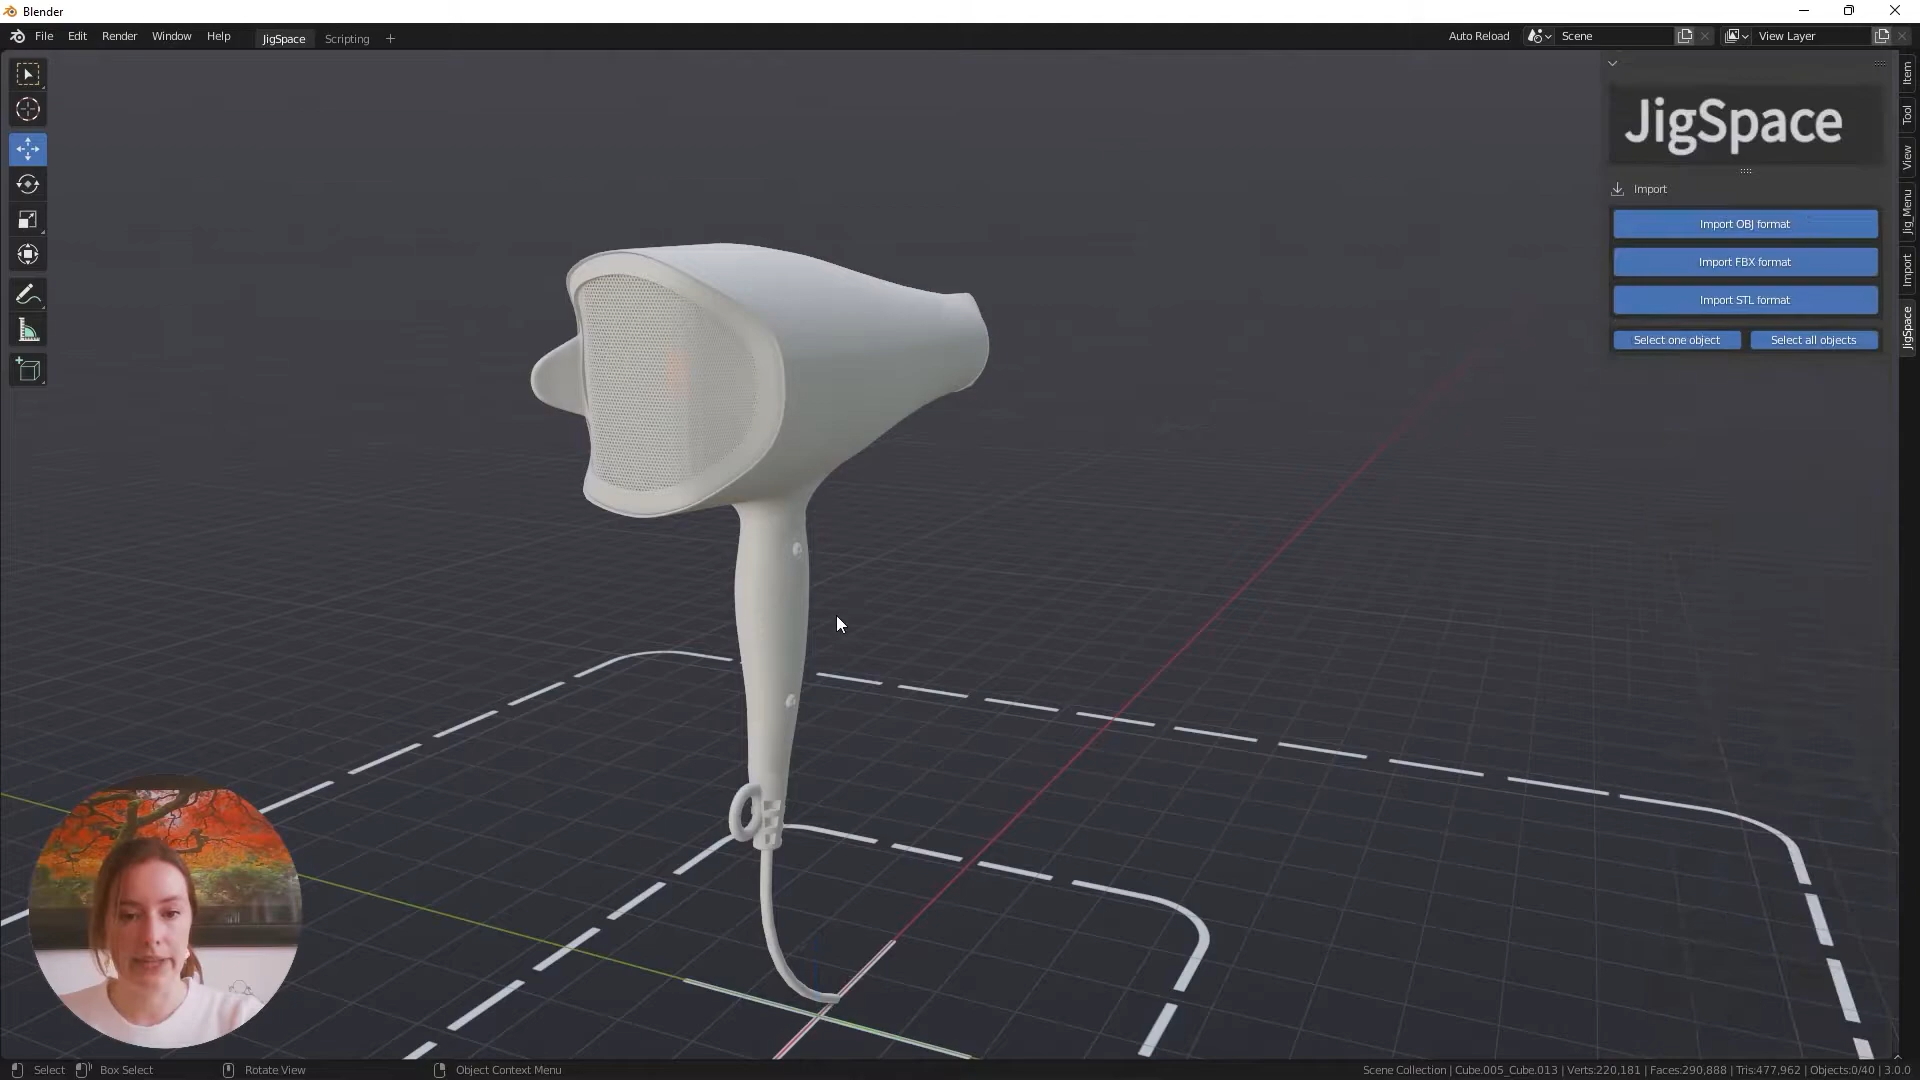 Blender
File Edit Render Window Help JigSpace Scripting +
Auto Reload Scene View Layer
JigSpace
Import
Import OBJ format
Import FBX format
Import STL format
Select one object Select all objects
Item
Tool
View
Jig_Menu
Import
JigSpace
Select Box Select Rotate View Object Context Menu
Scene Collection | Cube.005_Cube.013 | Verts:220,181 | Faces:290,888 | Tris:477,962 | Objects:0/40 | 3.0.0